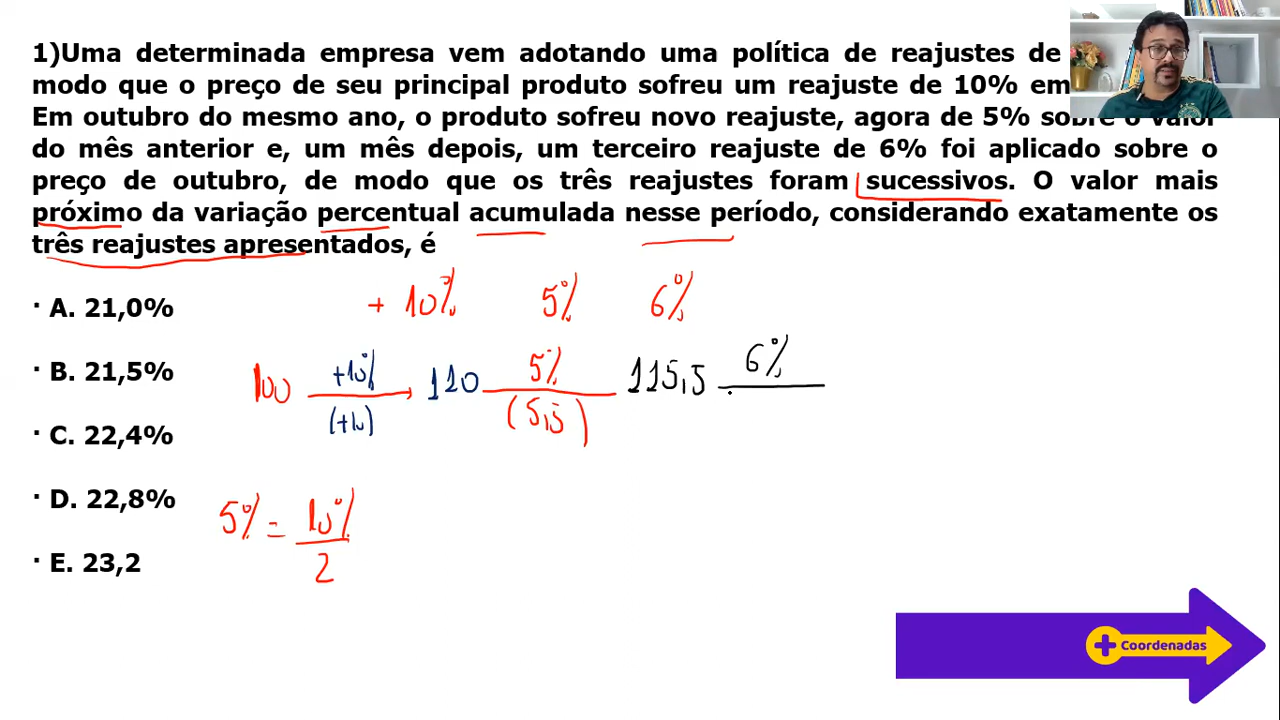 1)Uma determinada empresa vem adotando uma política de reajustes de
modo que o preço de seu principal produto sofreu um reajuste de 10% em
Em outubro do mesmo ano, o produto sofreu novo reajuste, agora de 5% sobre o valor
do mês anterior e, um mês depois, um terceiro reajuste de 6% foi aplicado sobre o
preço de outubro, de modo que os três reajustes foram sucessivos. O valor mais
próximo da variação percentual acumulada nesse período, considerando exatamente os
três reajustes apresentados, é
· A. 21,0%
+ 10% 5% 6%
· B. 21,5%
100 +10% 110 5% 115,5 6%
(+10) (5,5)
· C. 22,4%
· D. 22,8%
5% = 10%
2
· E. 23,2
+ Coordenadas